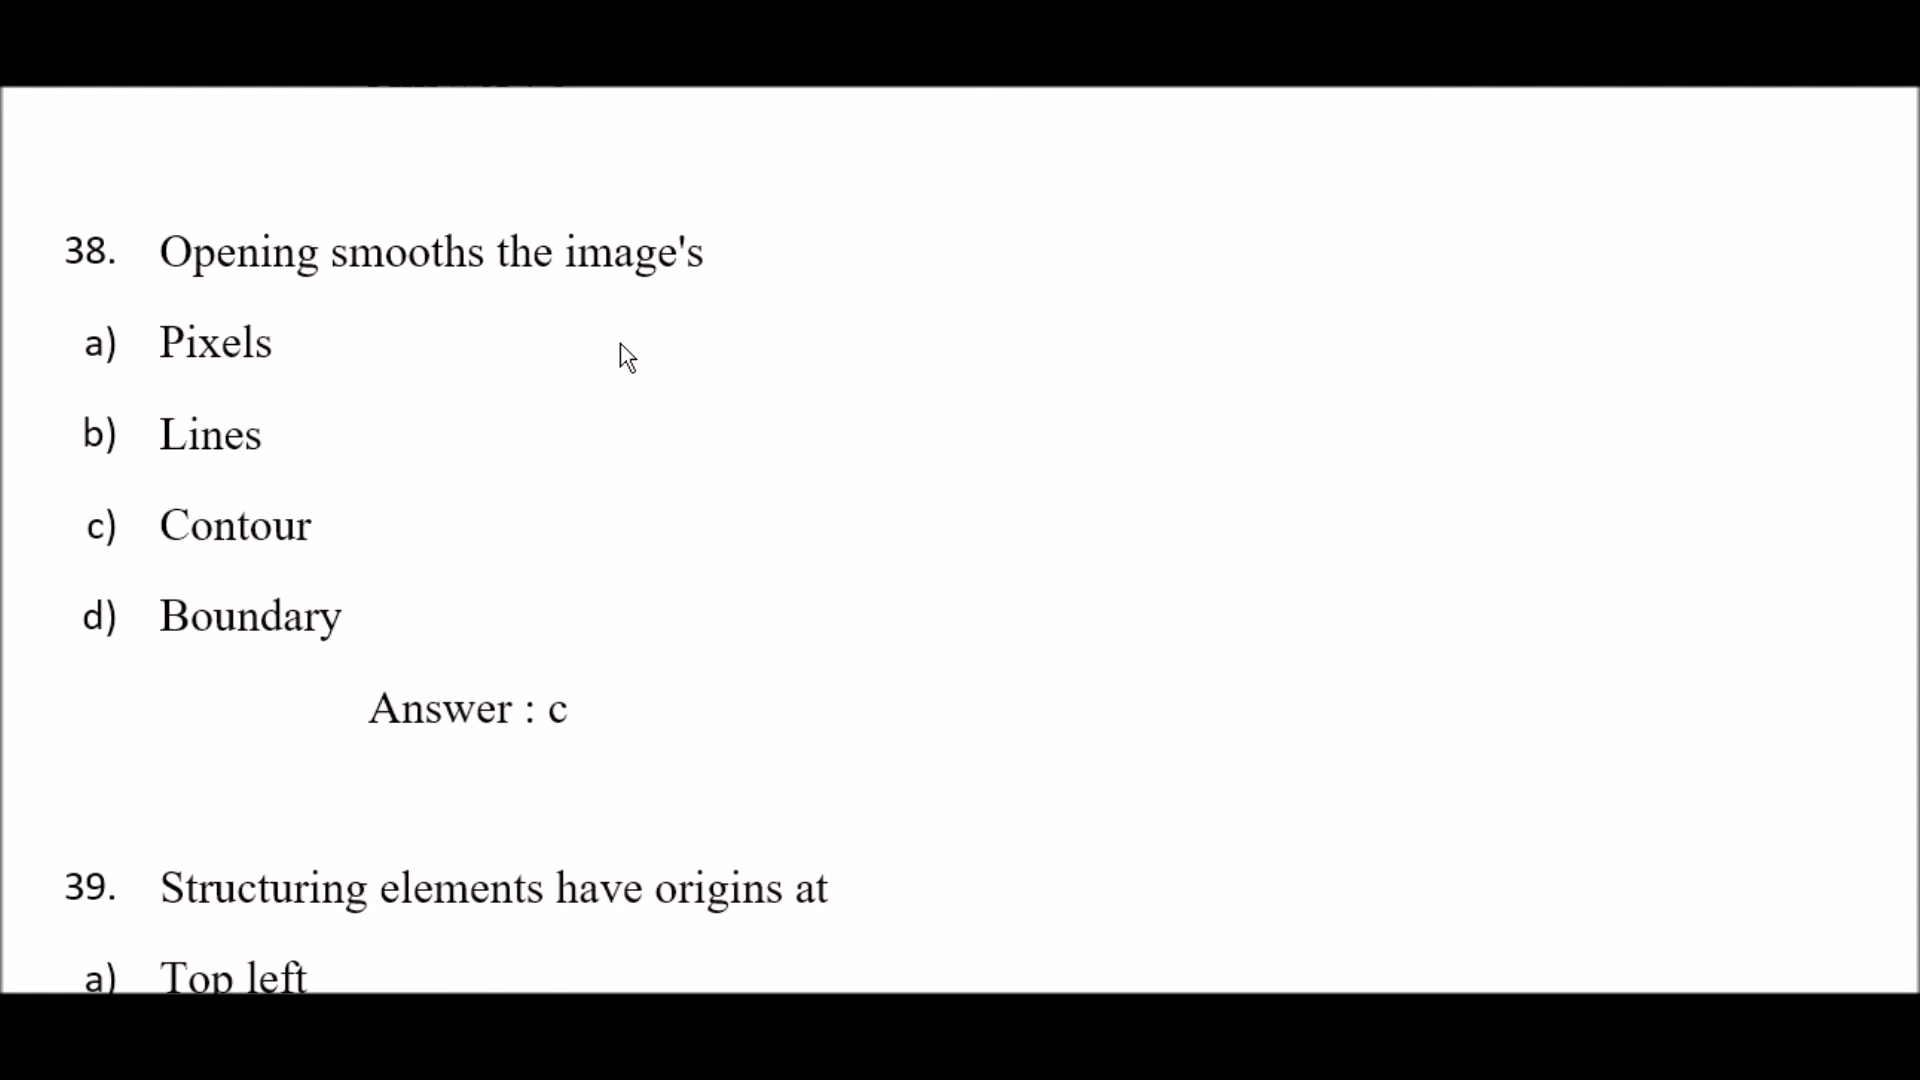 38. Opening smooths the image's
a) Pixels
b) Lines
c) Contour
d) Boundary
Answer : c
39. Structuring elements have origins at
a) Top left